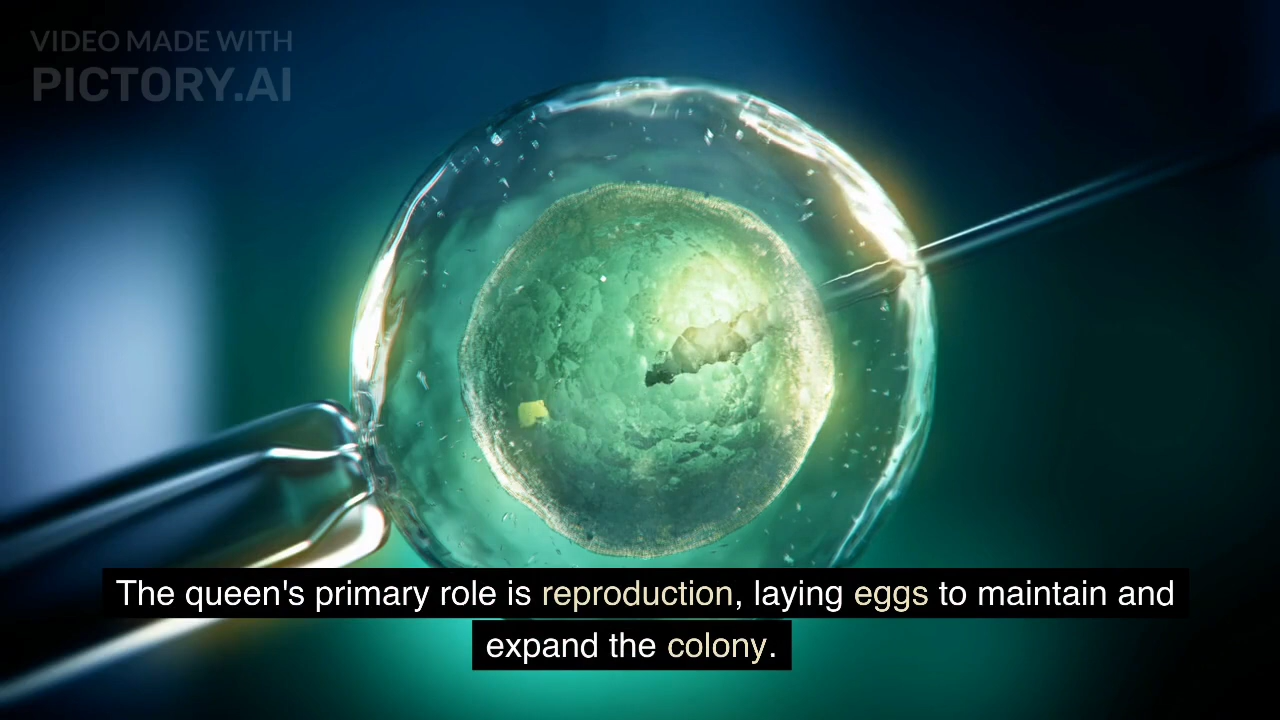 VIDEO MADE WITH
PICTORY.AI
The queen's primary role is reproduction, laying eggs to maintain and
expand the colony.